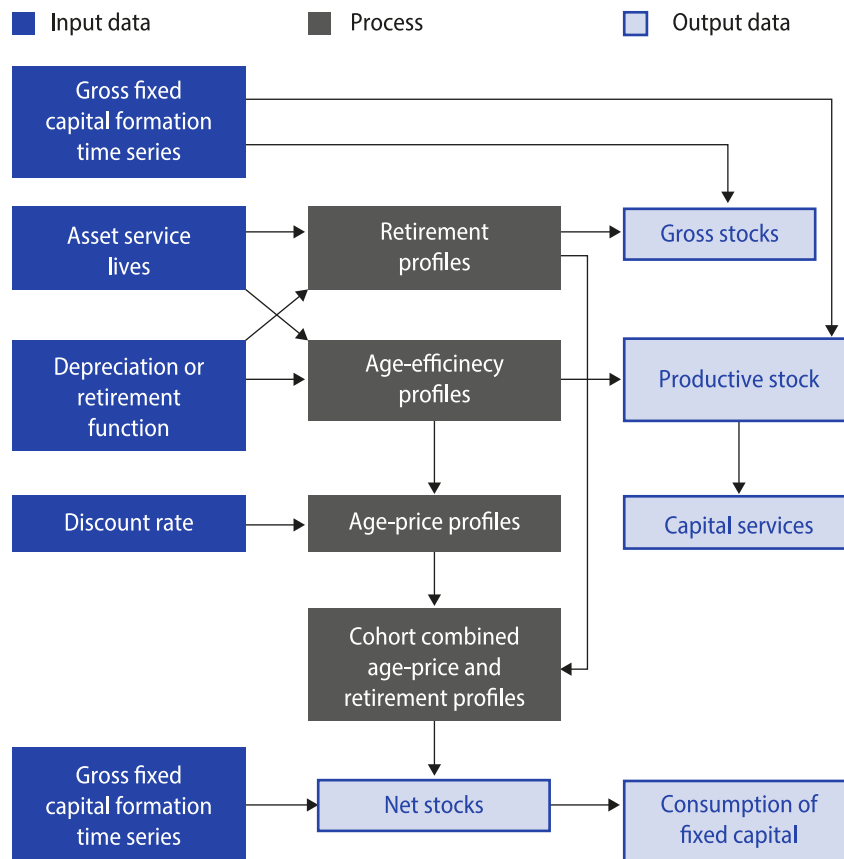 Input data
Process
Output data
Gross fixed
capital formation
time series
Asset service
lives
Retirement
profiles
Gross stocks
Depreciation or
retirement
function
Age-efficinecy
profiles
Productive stock
Discount rate
Age-price profiles
Capital services
Cohort combined
age-price and
retirement profiles
Gross fixed
capital formation
time series
Net stocks
Consumption of
fixed capital